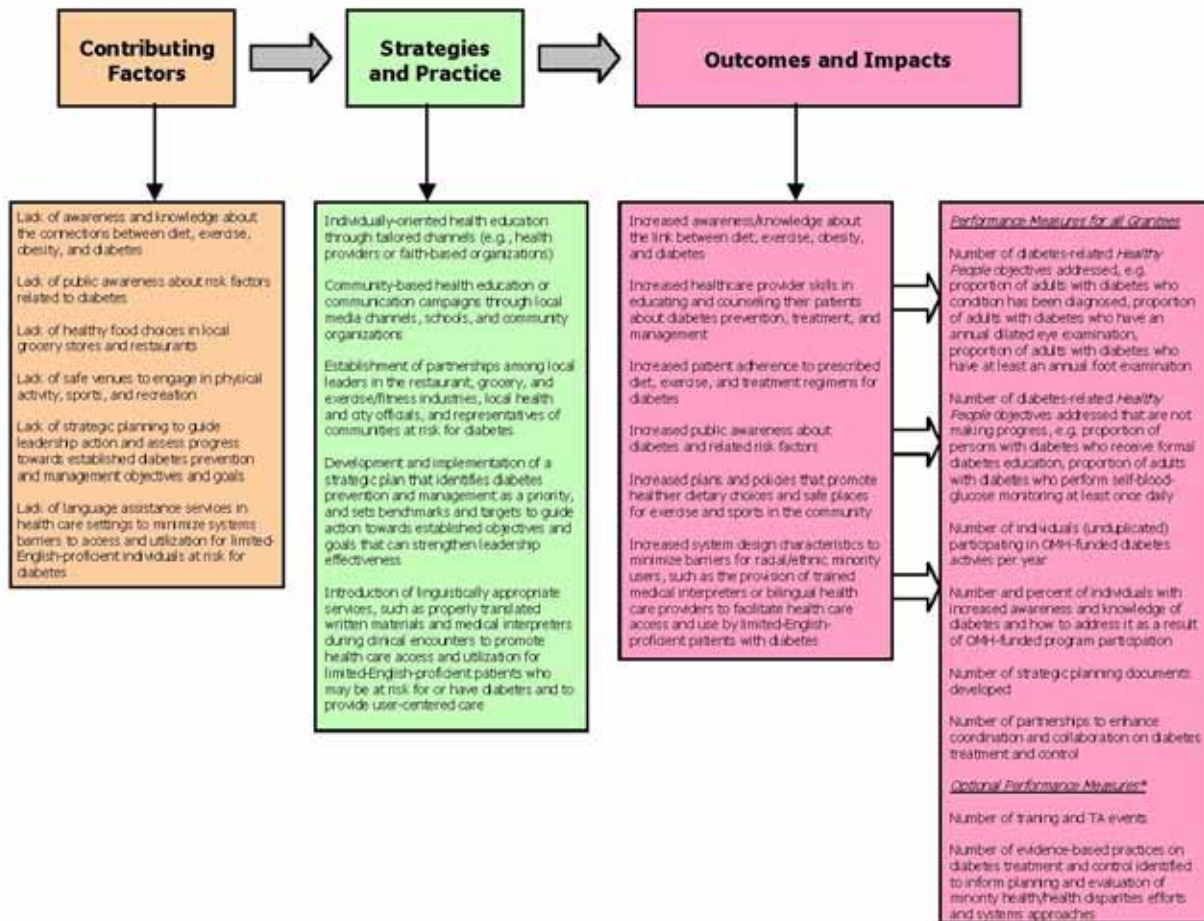 Contributing
Factors
Strategies
and Practice
Outcomes and Impacts
Lack of awareness and knowledge about
the connections between diet, exercise,
obesity, and diabetes
Lack of public awareness about risk factors
related to diabetes
Lack of healthy food choices in local
grocery stores and restaurants
Lack of safe venues to engage in physical
activity, sports, and recreation
Lack of strategic planning to guide
leadership action and assess progress
towards established diabetes prevention
and management objectives and goals
Lack of language assistance services in
health care settings to minimize systems
barriers to access and utilization for limited-
English-proficient individuals at risk for
diabetes
Individually-oriented health education
through tailored channels (e.g., health
providers or faith-based organizations)
Community-based health education or
communication campaigns through local
media channels, schools, and community
organizations
Establishment of partnerships among local
leaders in the restaurant, grocery, and
exercise/fitness industries, local health
and city officials, and representatives of
communities at risk for diabetes
Development and implementation of a
strategic plan that identifies diabetes
prevention and management as a priority,
and sets benchmarks and targets to guide
action towards established objectives and
goals that can strengthen leadership
effectiveness
Introduction of linguistically appropriate
services, such as properly translated
written materials and medical interpreters
during clinical encounters to promote
health care access and utilization for
limited-English-proficient patients who
may be at risk for or have diabetes and to
provide user-centered care
Increased awareness/knowledge about
the link between diet, exercise, obesity,
and diabetes
Increased healthcare provider skills in
educating and counseling their patients
about diabetes prevention, treatment, and
management
Increased patient adherence to prescribed
diet, exercise, and treatment regimens for
diabetes
Increased public awareness about
diabetes and related risk factors
Increased plans and policies that promote
healthier dietary choices and safe places
for exercise and sports in the community
Increased system design characteristics to
minimize barriers for racial/ethnic minority
users, such as the provision of trained
medical interpreters or bilingual health
care providers to facilitate health care
access and use by limited-English-
proficient patients with diabetes
Performance Measures for all Grantees
Number of diabetes-related Healthy
People objectives addressed, e.g.
proportion of adults with diabetes who
condition has been diagnosed, proportion
of adults with diabetes who have an
annual dilated eye examination,
proportion of adults with diabetes who
have at least an annual foot examination
Number of diabetes-related Healthy
People objectives addressed that are not
making progress, e.g. proportion of
persons with diabetes who receive formal
diabetes education, proportion of adults
with diabetes who perform self-blood-
glucose monitoring at least once daily
Number of individuals (unduplicated)
participating in OMH-funded diabetes
activies per year
Number and percent of individuals with
increased awareness and knowledge of
diabetes and how to address it as a result
of OMH-funded program participation
Number of strategic planning documents
developed
Number of partnerships to enhance
coordination and collaboration on diabetes
treatment and control
Optional Performance Measures*
Number of training and TA events
Number of evidence-based practices on
diabetes treatment and control identified
to inform planning and evaluation of
minority health/health disparities efforts
and systems approaches